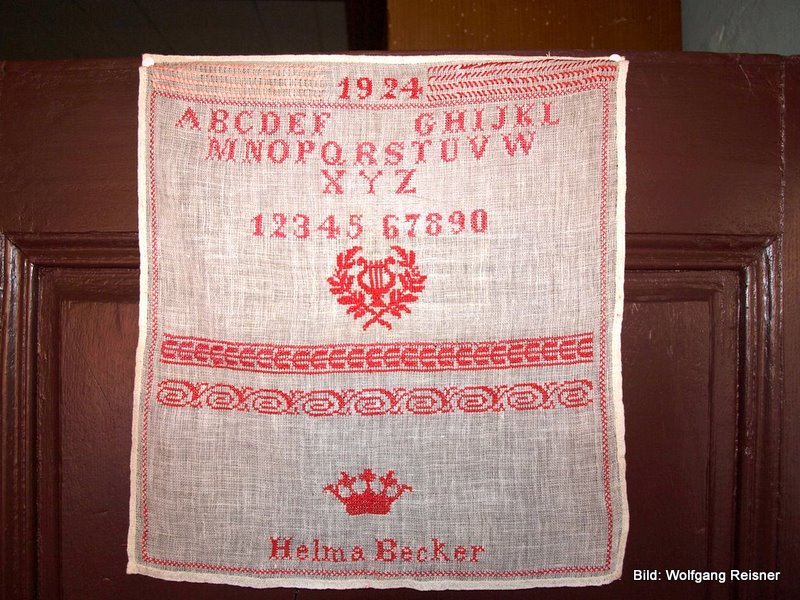 1924
ABCDEF GHIJKL
MNOPQRSTUVW
XYZ
12345 67890
Helma Becker
Bild: Wolfgang Reisner